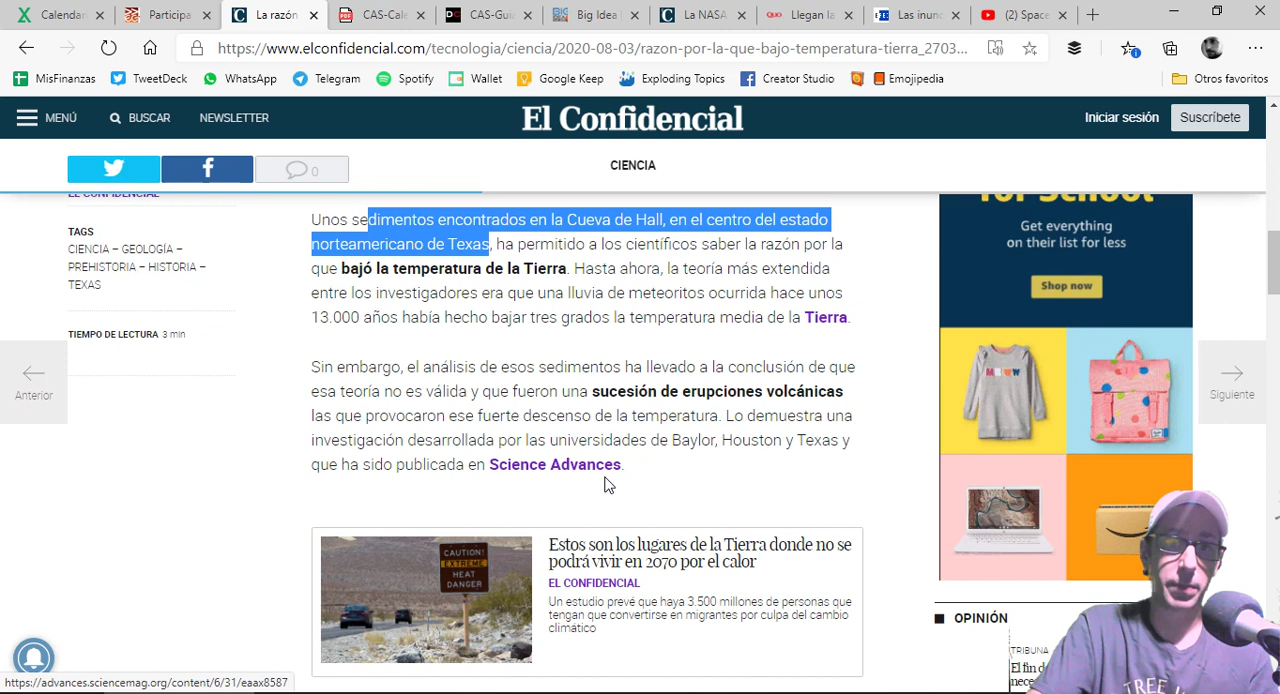 Calendari
Participa
La razón
CAS-Cale
CAS-Guia
Big Idea
La NASA
Llegan la
Las inun
(2) Space
https://www.elconfidencial.com/tecnologia/ciencia/2020-08-03/razon-por-la-que-bajo-temperatura-tierra_2703...
MisFinanzas
TweetDeck
WhatsApp
Telegram
Spotify
Wallet
Google Keep
Exploding Topics
Creator Studio
Emojipedia
Otros favoritos
MENÚ
BUSCAR
NEWSLETTER
El Confidencial
Iniciar sesión
Suscríbete
0
CIENCIA
EL CONFIDENCIAL
TAGS
CIENCIA – GEOLOGÍA –
PREHISTORIA – HISTORIA –
TEXAS
TIEMPO DE LECTURA 3 min
Anterior
Unos sedimentos encontrados en la Cueva de Hall, en el centro del estado
norteamericano de Texas, ha permitido a los científicos saber la razón por la
que bajó la temperatura de la Tierra. Hasta ahora, la teoría más extendida
entre los investigadores era que una lluvia de meteoritos ocurrida hace unos
13.000 años había hecho bajar tres grados la temperatura media de la Tierra.
Sin embargo, el análisis de esos sedimentos ha llevado a la conclusión de que
esa teoría no es válida y que fueron una sucesión de erupciones volcánicas
las que provocaron ese fuerte descenso de la temperatura. Lo demuestra una
investigación desarrollada por las universidades de Baylor, Houston y Texas y
que ha sido publicada en Science Advances.
CAUTION!
EXTREME
HEAT
DANGER
Estos son los lugares de la Tierra donde no se
podrá vivir en 2070 por el calor
EL CONFIDENCIAL
Un estudio prevé que haya 3.500 millones de personas que
tengan que convertirse en migrantes por culpa del cambio
climático
for School
Get everything
on their list for less
Shop now
MEOW
Siguiente
OPINIÓN
TRIBUNA
El fin d
nece
TREE
https://advances.sciencemag.org/content/6/31/eaax8587